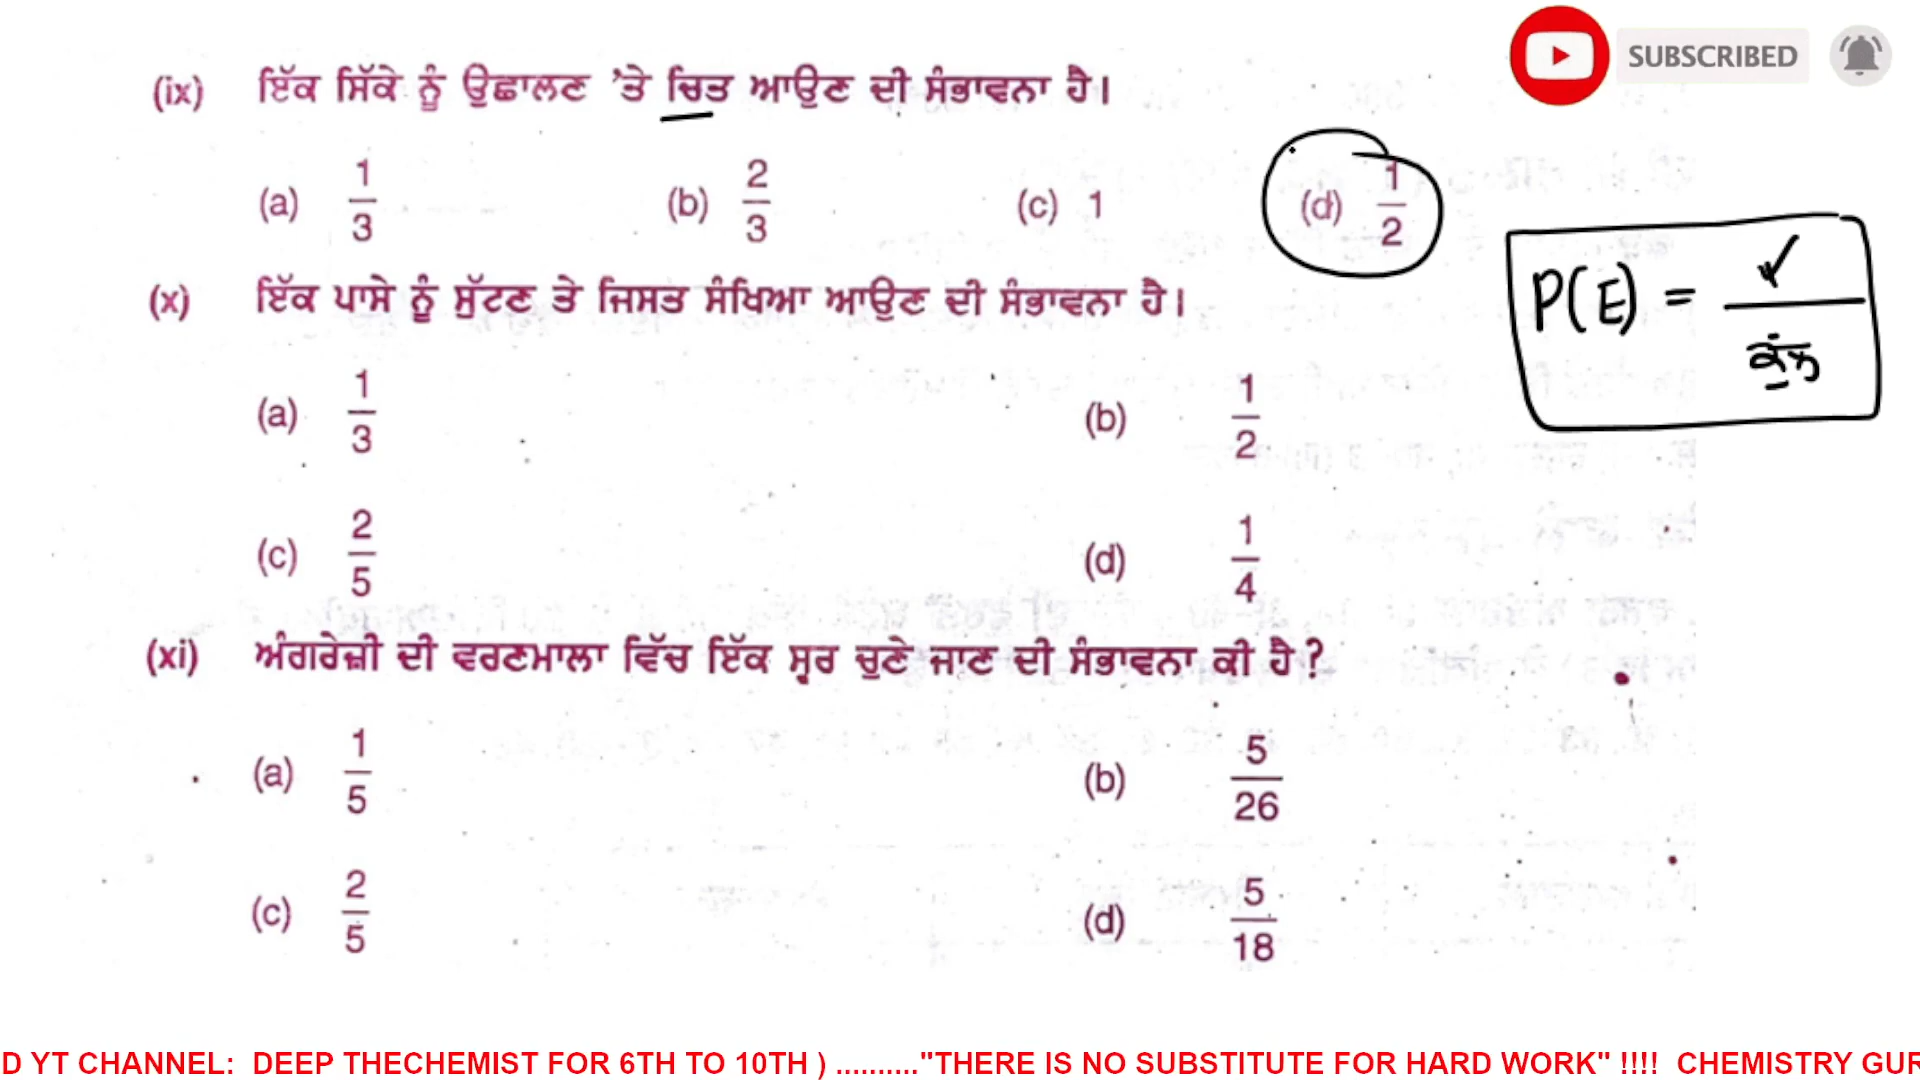 SUBSCRIBED
(ix) ਇੱਕ ਸਿੱਕੇ ਨੂੰ ਉਛਾਲਣ 'ਤੇ ਚਿਤ ਆਉਣ ਦੀ ਸੰਭਾਵਨਾ ਹੈ।
(a) 1/3 (b) 2/3 (c) 1 (d) 1/2
P(E) = ✓/ਕੁੱਲ
(x) ਇੱਕ ਪਾਸੇ ਨੂੰ ਸੁੱਟਣ ਤੇ ਜਿਸਤ ਸੰਖਿਆ ਆਉਣ ਦੀ ਸੰਭਾਵਨਾ ਹੈ।
(a) 1/3 (b) 1/2
(c) 2/5 (d) 1/4
(xi) ਅੰਗਰੇਜ਼ੀ ਦੀ ਵਰਣਮਾਲਾ ਵਿੱਚ ਇੱਕ ਸ੍ਵਰ ਚੁਣੇ ਜਾਣ ਦੀ ਸੰਭਾਵਨਾ ਕੀ ਹੈ?
(a) 1/5 (b) 5/26
(c) 2/5 (d) 5/18
D YT CHANNEL: DEEP THECHEMIST FOR 6TH TO 10TH ) .........."THERE IS NO SUBSTITUTE FOR HARD WORK" !!!! CHEMISTRY GUR